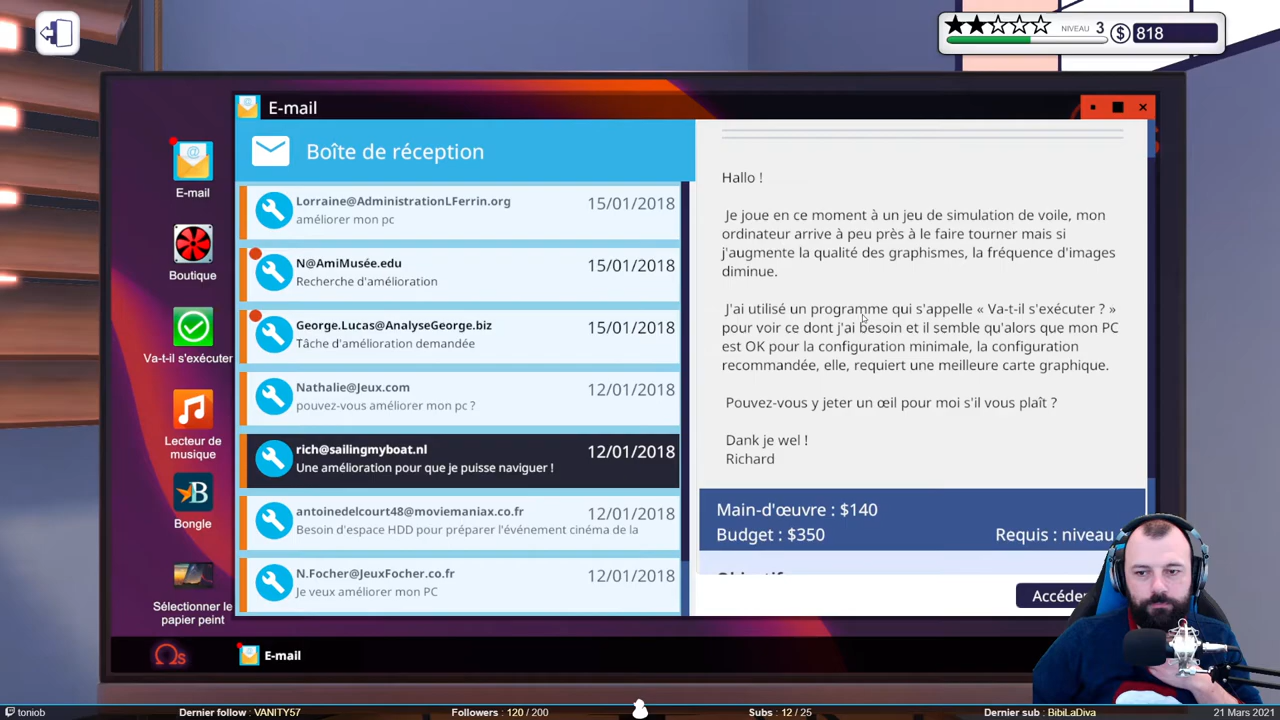 NIVEAU 3
$ 818
E-mail
Boîte de réception
Lorraine@AdministrationLFerrin.org 15/01/2018
améliorer mon pc
N@AmiMusée.edu 15/01/2018
Recherche d'amélioration
George.Lucas@AnalyseGeorge.biz 15/01/2018
Tâche d'amélioration demandée
Nathalie@Jeux.com 12/01/2018
pouvez-vous améliorer mon pc ?
rich@sailingmyboat.nl 12/01/2018
Une amélioration pour que je puisse naviguer !
antoinedelcourt48@moviemaniax.co.fr 12/01/2018
Besoin d'espace HDD pour préparer l'événement cinéma de la
N.Focher@JeuxFocher.co.fr 12/01/2018
Je veux améliorer mon PC
E-mail
Boutique
Va-t-il s'exécuter
Lecteur de
musique
Bongle
Sélectionner le
papier peint
Hallo !
Je joue en ce moment à un jeu de simulation de voile, mon
ordinateur arrive à peu près à le faire tourner mais si
j'augmente la qualité des graphismes, la fréquence d'images
diminue.
J'ai utilisé un programme qui s'appelle « Va-t-il s'exécuter ? »
pour voir ce dont j'ai besoin et il semble qu'alors que mon PC
est OK pour la configuration minimale, la configuration
recommandée, elle, requiert une meilleure carte graphique.
Pouvez-vous y jeter un œil pour moi s'il vous plaît ?
Dank je wel !
Richard
Main-d'œuvre : $140
Budget : $350 Requis : niveau
Accéder
Ωs
E-mail
toniob
Dernier follow : VANITY57
Followers : 120 / 200
Subs : 12 / 25
Dernier sub : BibiLaDiva
21 Mars 2021